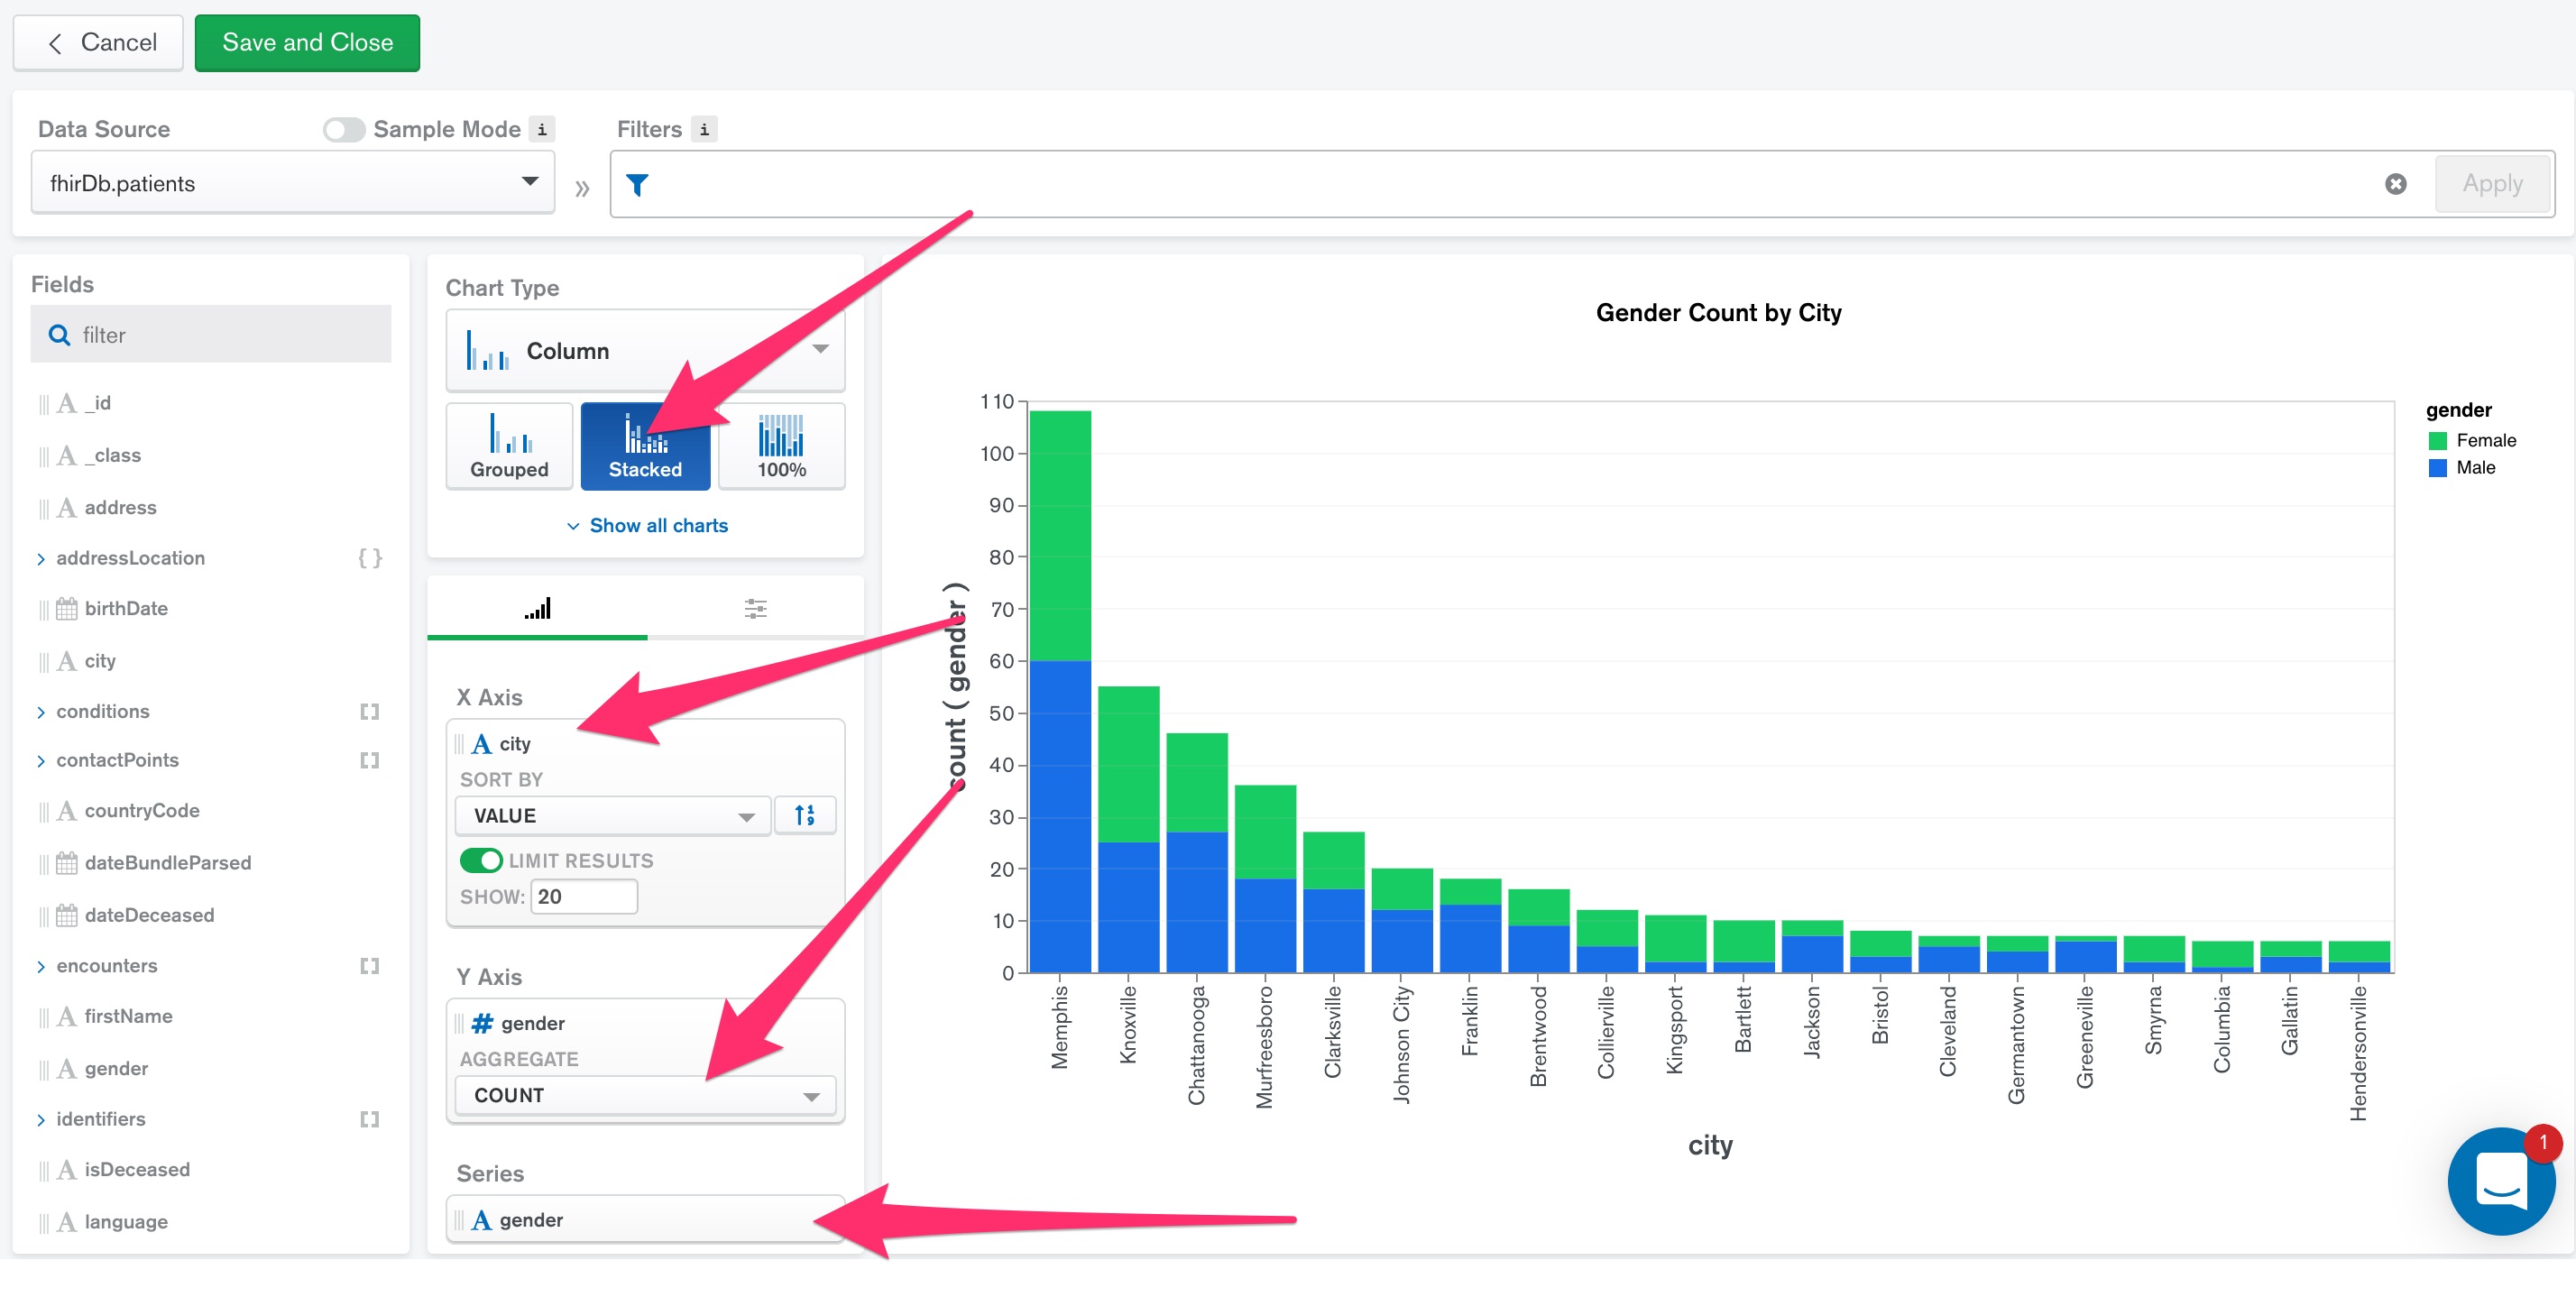 Cancel
Save and Close
Data Source
Sample Mode i
Filters i
fhirDb.patients
»
Apply
Fields
filter
A _id
A _class
A address
addressLocation { }
birthDate
A city
conditions [ ]
contactPoints [ ]
A countryCode
dateBundleParsed
dateDeceased
encounters [ ]
A firstName
A gender
identifiers [ ]
A isDeceased
A language
Chart Type
Column
Grouped
Stacked
100%
Show all charts
X Axis
A city
SORT BY
VALUE
1 9
LIMIT RESULTS
SHOW: 20
Y Axis
# gender
AGGREGATE
COUNT
Series
A gender
Gender Count by City
count ( gender )
110
100
90
80
70
60
50
40
30
20
10
0
Memphis
Knoxville
Chattanooga
Murfreesboro
Clarksville
Johnson City
Franklin
Brentwood
Collierville
Kingsport
Bartlett
Jackson
Bristol
Cleveland
Germantown
Greeneville
Smyrna
Columbia
Gallatin
Hendersonville
city
gender
Female
Male
1